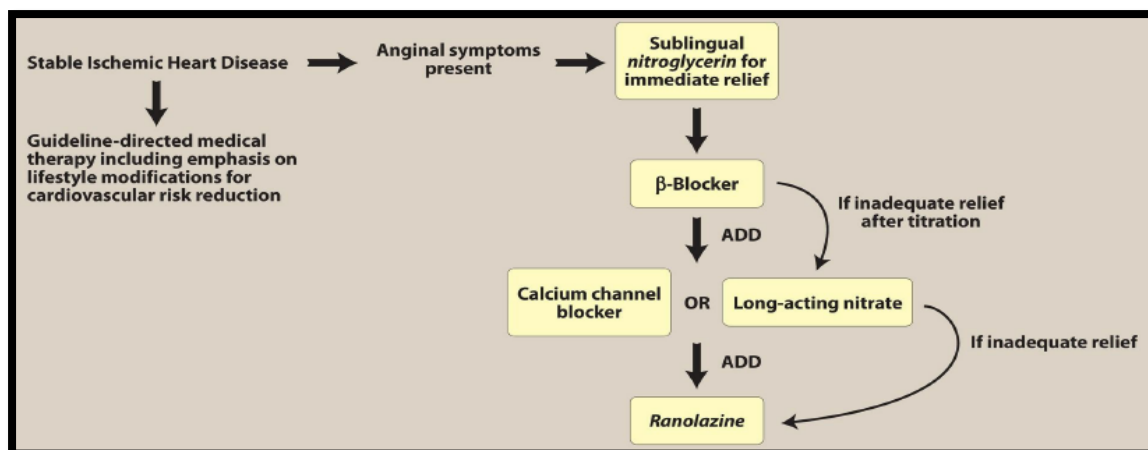 Stable Ischemic Heart Disease
Anginal symptoms
present
Sublingual
nitroglycerin for
immediate relief
Guideline-directed medical
therapy including emphasis on
lifestyle modifications for
cardiovascular risk reduction
β-Blocker
If inadequate relief
after titration
ADD
Calcium channel
blocker
OR
Long-acting nitrate
If inadequate relief
ADD
Ranolazine